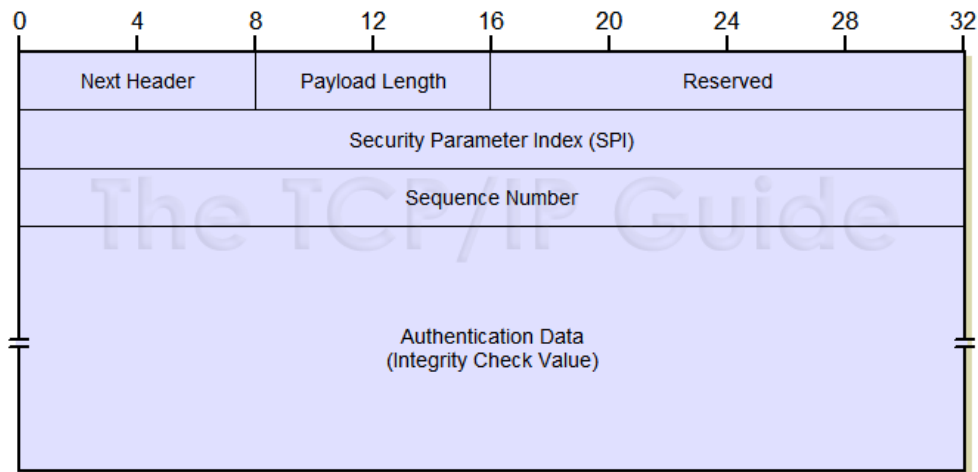 0 4 8 12 16 20 24 28 32
Next Header Payload Length Reserved
Security Parameter Index (SPI)
Sequence Number
The TCP/IP Guide
Authentication Data
(Integrity Check Value)